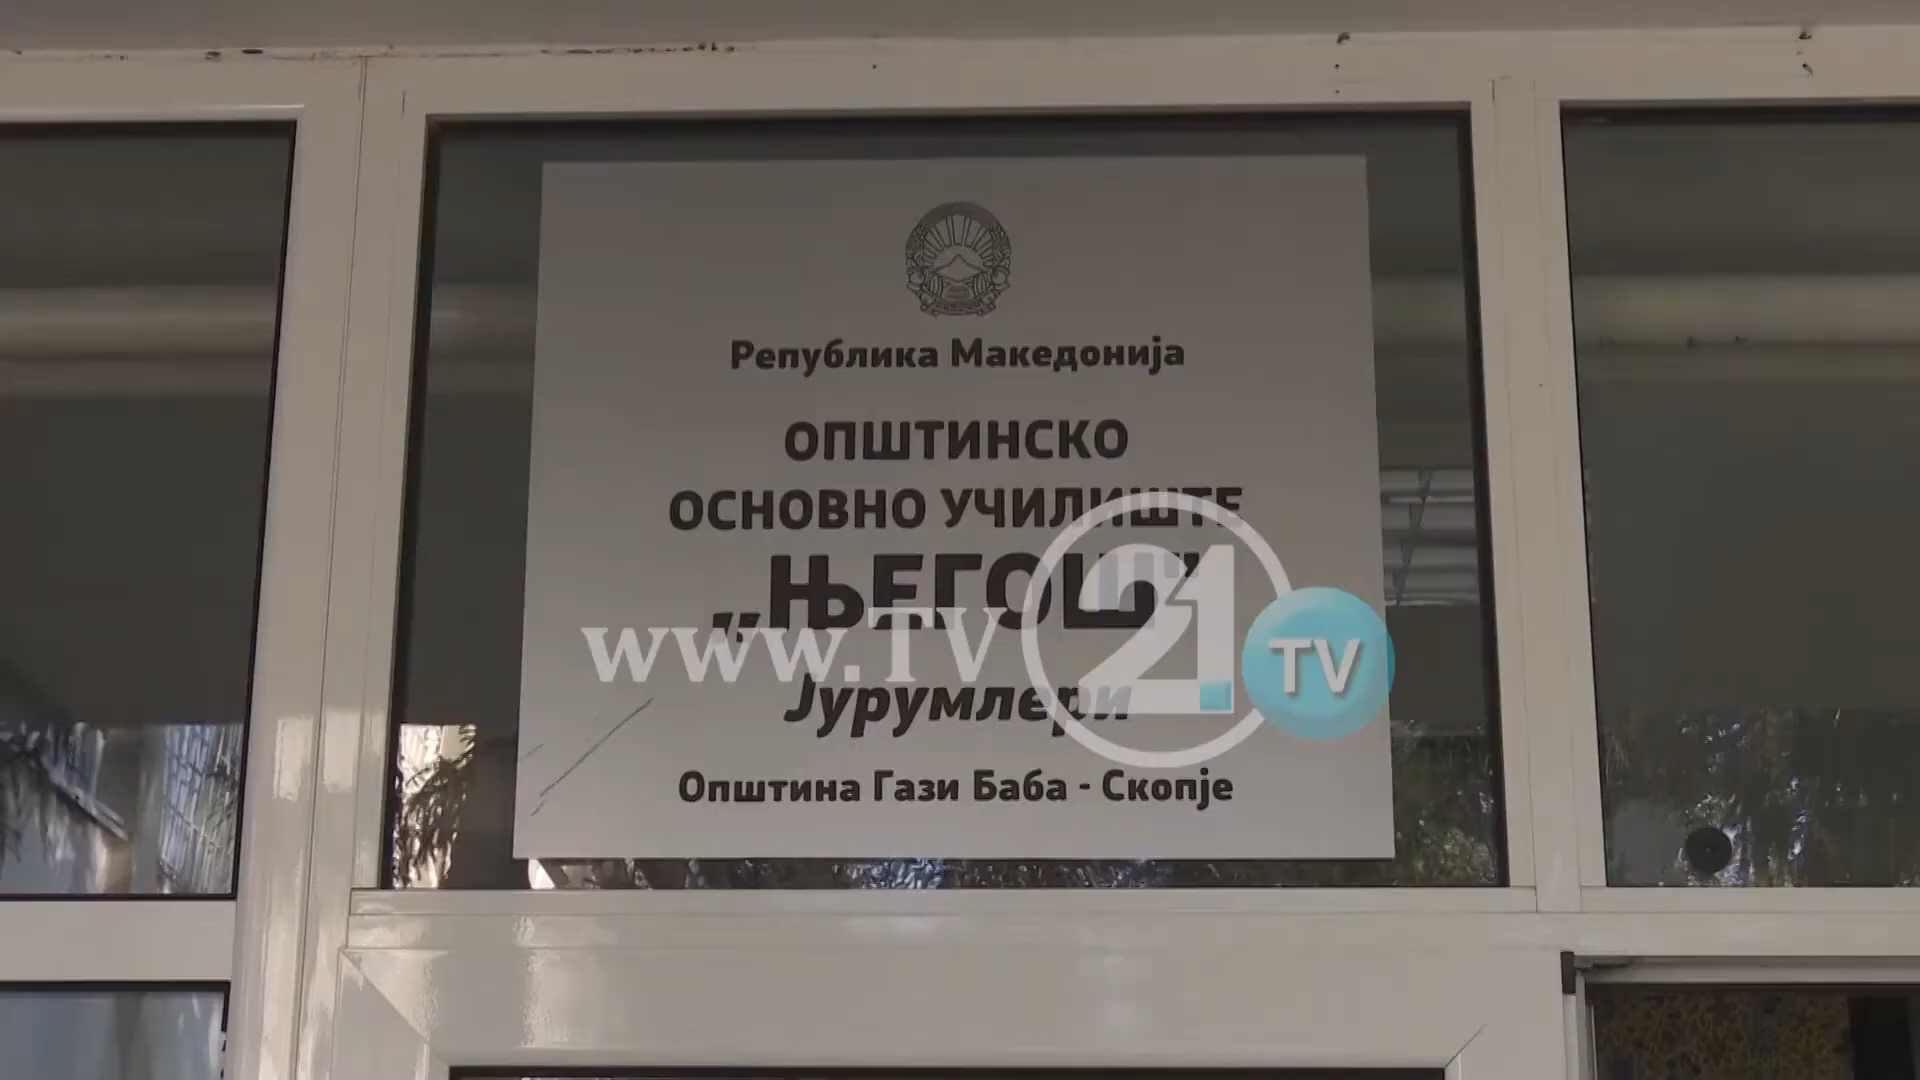 Република Македонија
ОПШТИНСКО
ОСНОВНО УЧИЛИШТЕ
„ЊЕГОШ”
Јурумлери
Општина Гази Баба - Скопје
www.TV21.TV